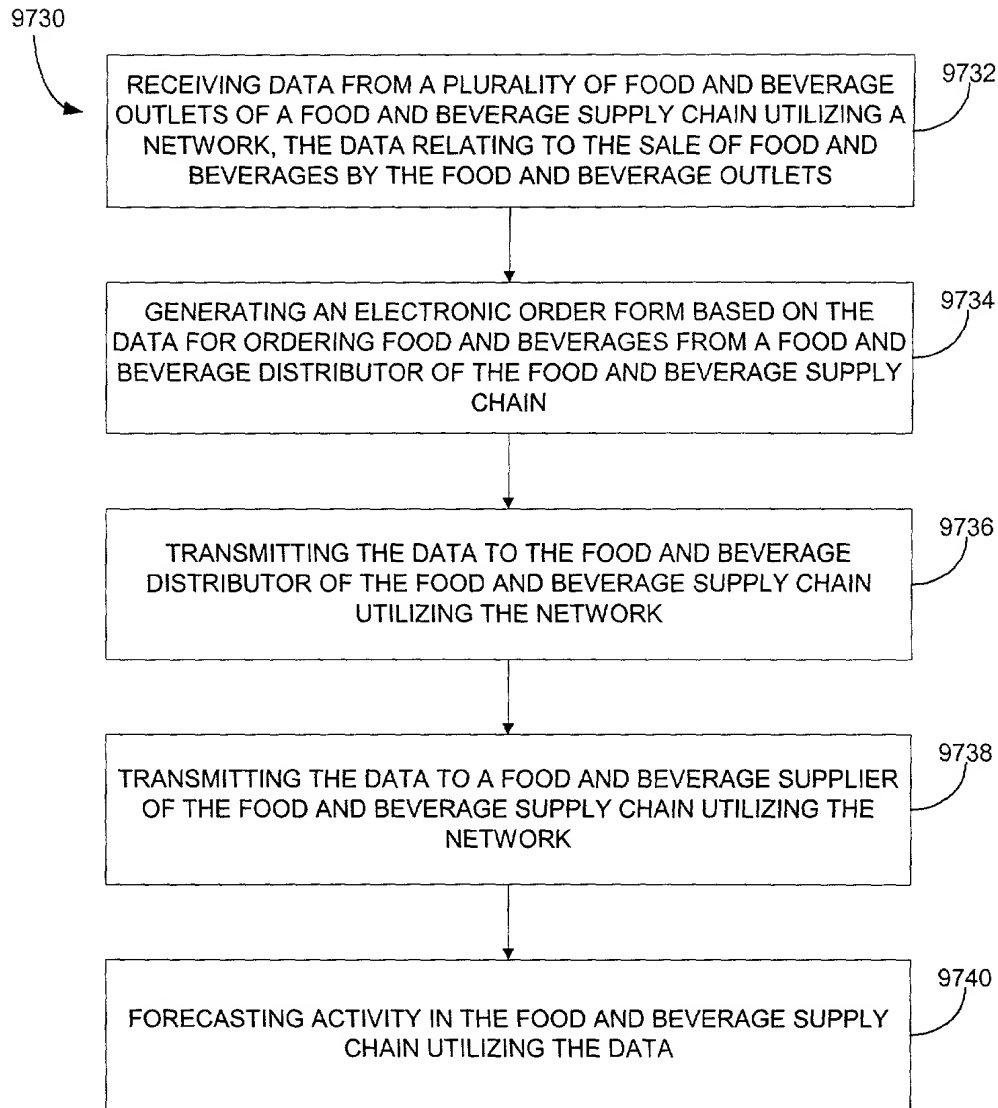 9730
RECEIVING DATA FROM A PLURALITY OF FOOD AND BEVERAGE
OUTLETS OF A FOOD AND BEVERAGE SUPPLY CHAIN UTILIZING A
NETWORK, THE DATA RELATING TO THE SALE OF FOOD AND
BEVERAGES BY THE FOOD AND BEVERAGE OUTLETS
9732
GENERATING AN ELECTRONIC ORDER FORM BASED ON THE
DATA FOR ORDERING FOOD AND BEVERAGES FROM A FOOD AND
BEVERAGE DISTRIBUTOR OF THE FOOD AND BEVERAGE SUPPLY
CHAIN
9734
TRANSMITTING THE DATA TO THE FOOD AND BEVERAGE
DISTRIBUTOR OF THE FOOD AND BEVERAGE SUPPLY CHAIN
UTILIZING THE NETWORK
9736
TRANSMITTING THE DATA TO A FOOD AND BEVERAGE SUPPLIER
OF THE FOOD AND BEVERAGE SUPPLY CHAIN UTILIZING THE
NETWORK
9738
FORECASTING ACTIVITY IN THE FOOD AND BEVERAGE SUPPLY
CHAIN UTILIZING THE DATA
9740